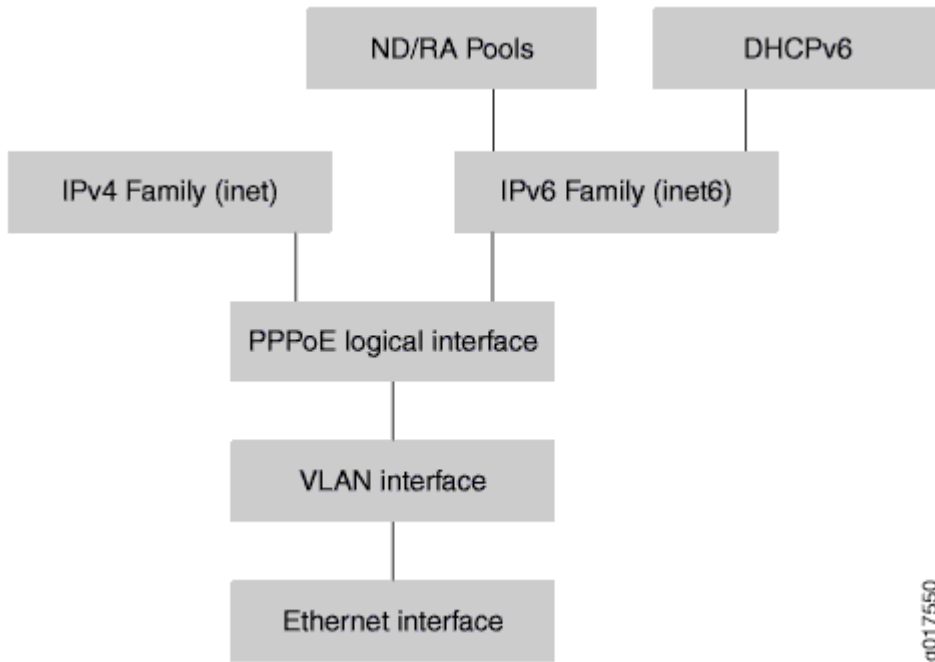 ND/RA Pools
DHCPv6
IPv4 Family (inet)
IPv6 Family (inet6)
PPPoE logical interface
VLAN interface
Ethernet interface
g017550